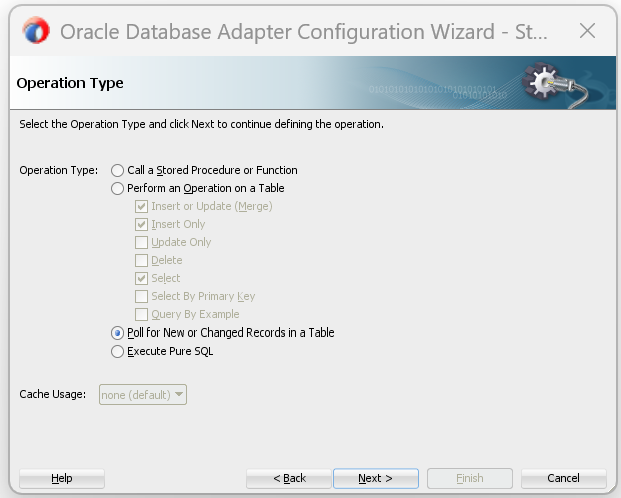 Oracle Database Adapter Configuration Wizard - St...
Operation Type
010101010101010101010101010101
0101010101010
Select the Operation Type and click Next to continue defining the operation.
Operation Type: Call a Stored Procedure or Function
Perform an Operation on a Table
Insert or Update (Merge)
Insert Only
Update Only
Delete
Select
Select By Primary Key
Query By Example
Poll for New or Changed Records in a Table
Execute Pure SQL
Cache Usage: none (default)
Help < Back Next > Finish Cancel